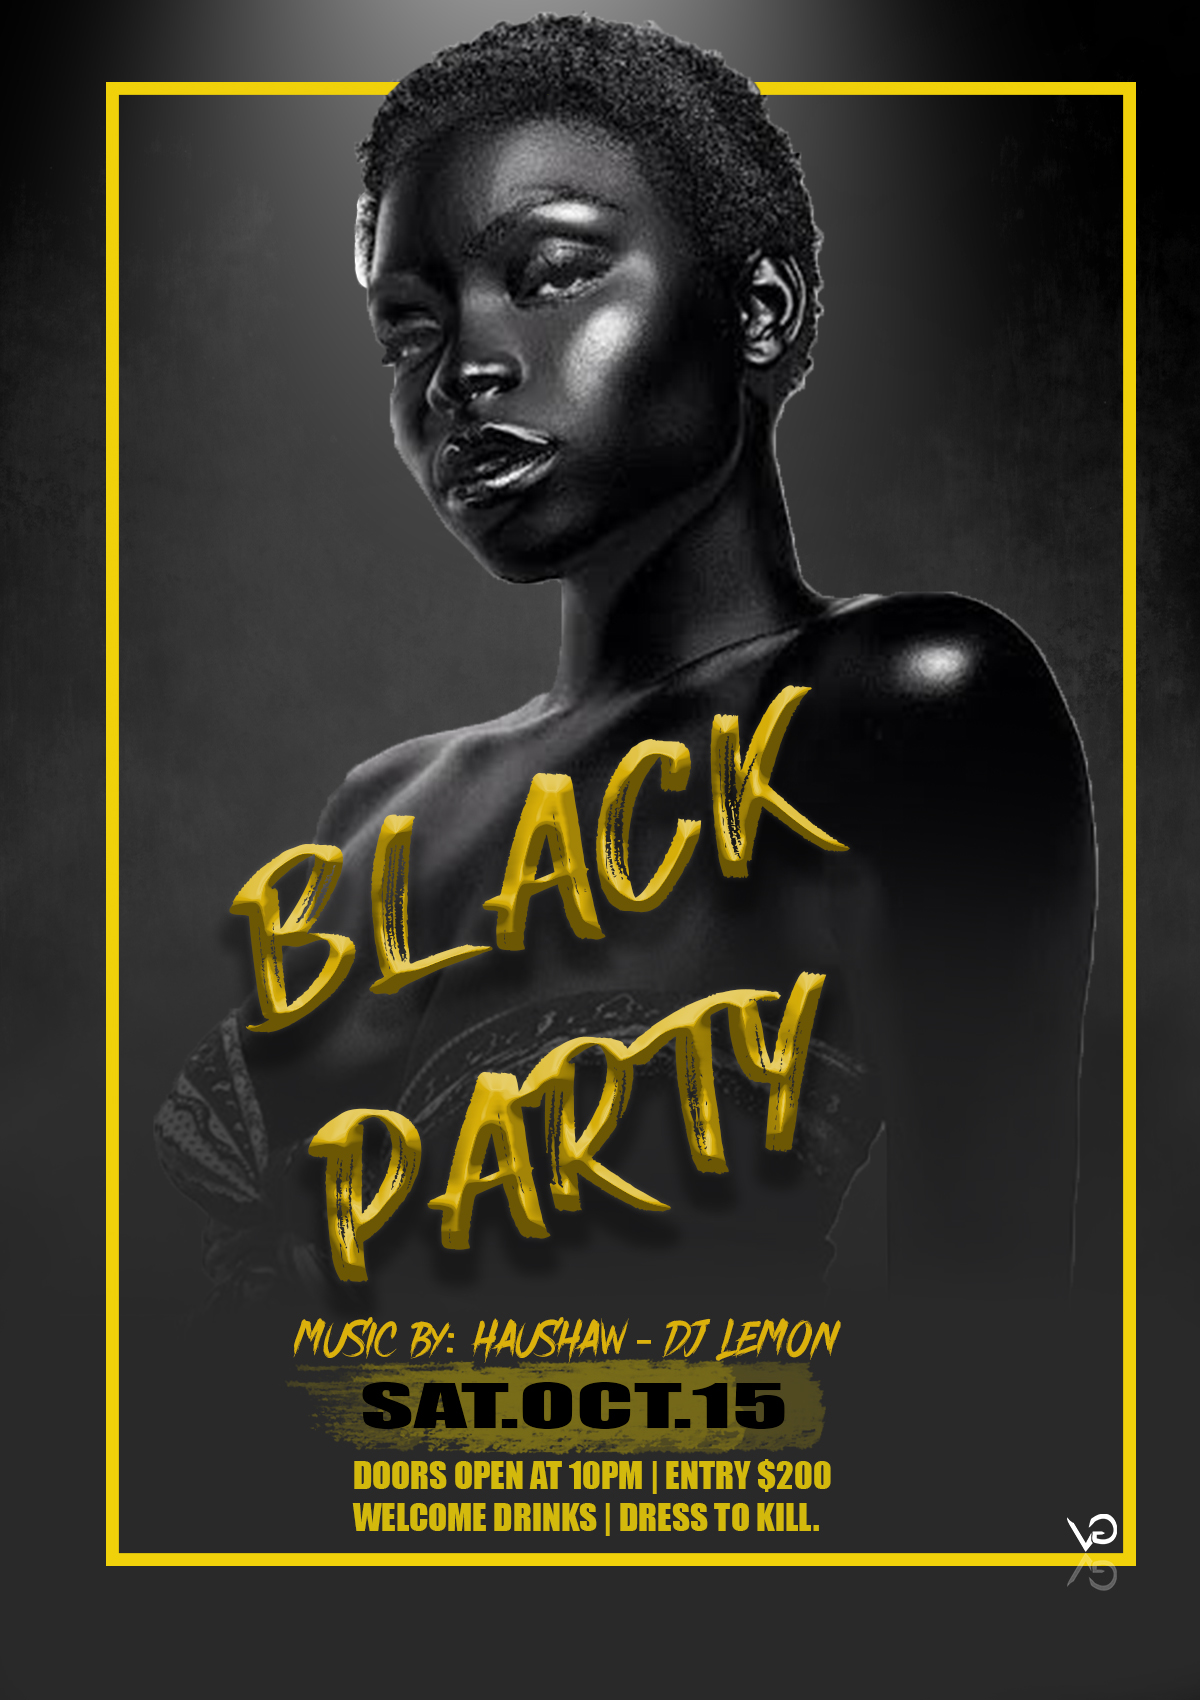 BLACK
PARTY
MUSIC BY: HAUSHAW - DJ LEMON
SAT.OCT.15
DOORS OPEN AT 10PM | ENTRY $200
WELCOME DRINKS | DRESS TO KILL.